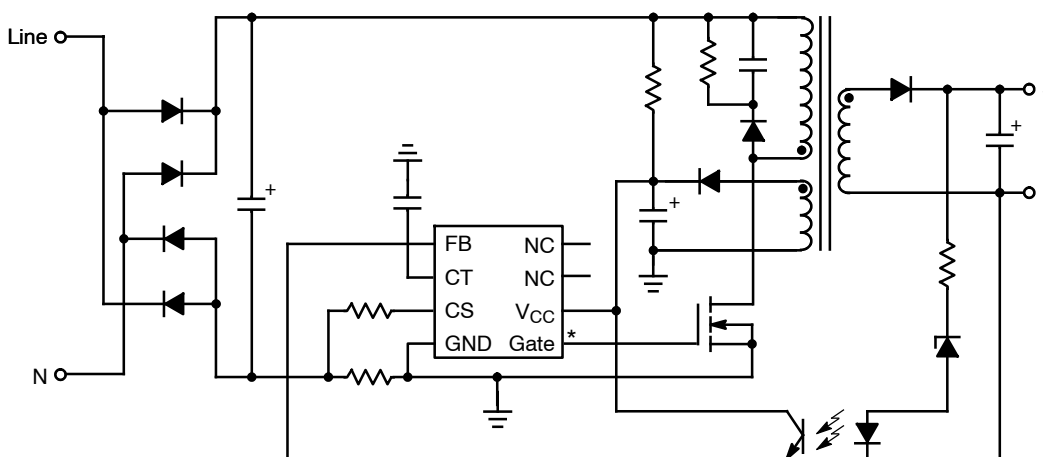 Line
+
+
+
+
FB
NC
CT
NC
CS
VCC
GND
Gate
*
N